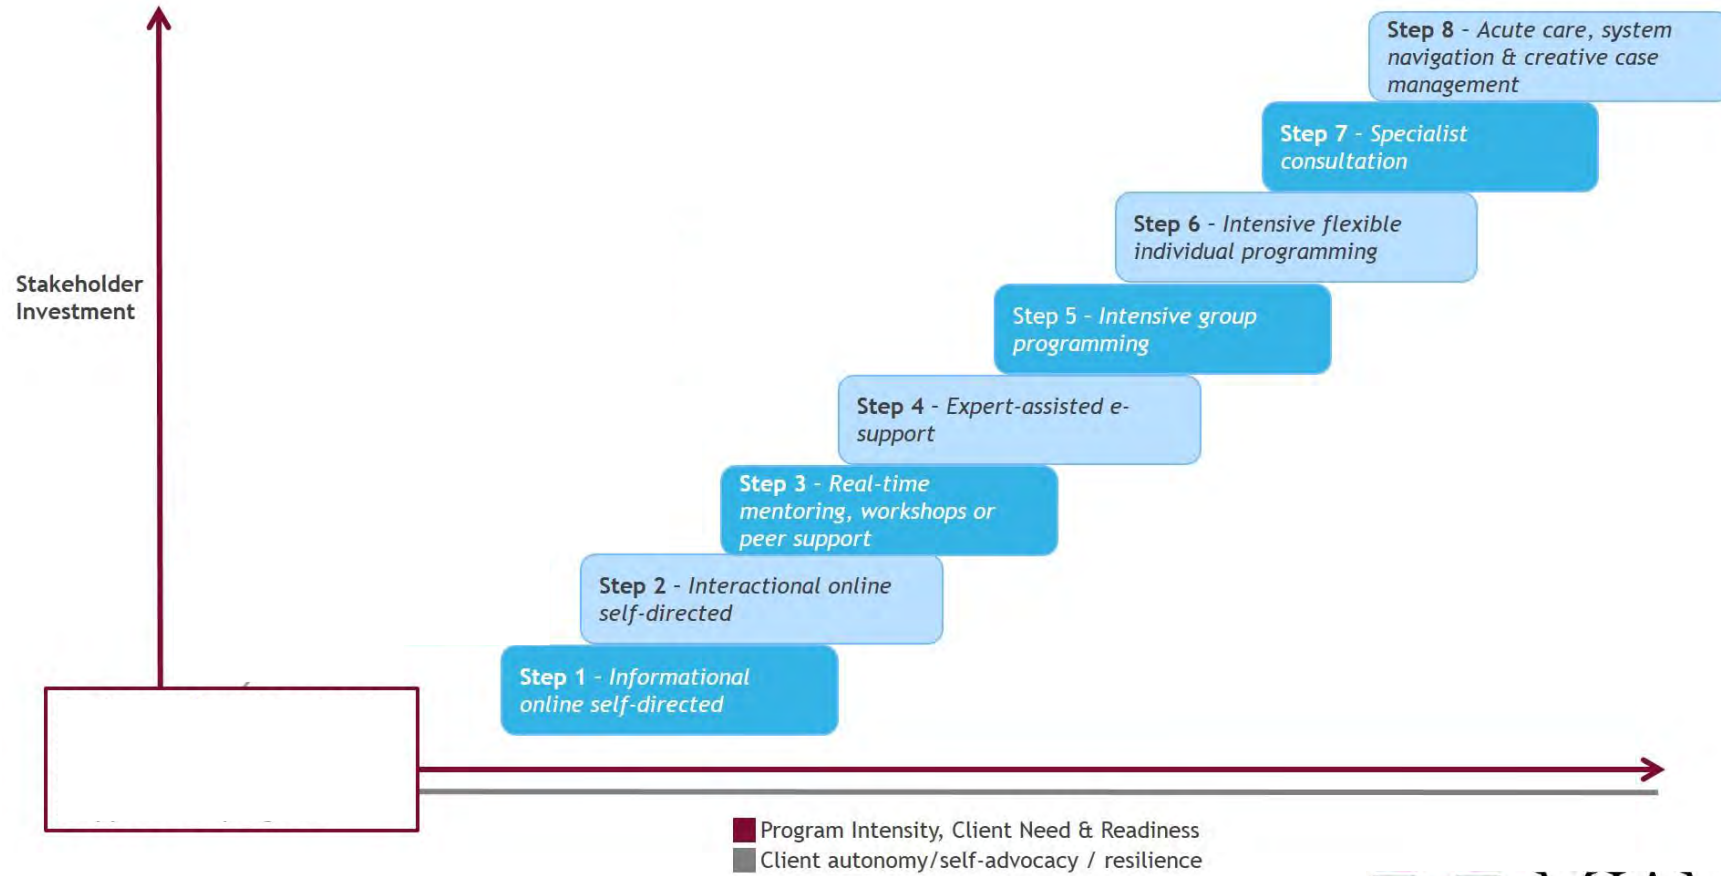 Step 8 - Acute care, system
navigation & creative case
management
Step 7 - Specialist
consultation
Step 6 - Intensive flexible
individual programming
Stakeholder
Investment
Step 5 - Intensive group
programming
Step 4 - Expert-assisted e-
support
Step 3 - Real-time
mentoring, workshops or
peer support
Step 2 - Interactional online
self-directed
Step 1 - Informational
online self-directed
Program Intensity, Client Need & Readiness
Client autonomy/self-advocacy / resilience